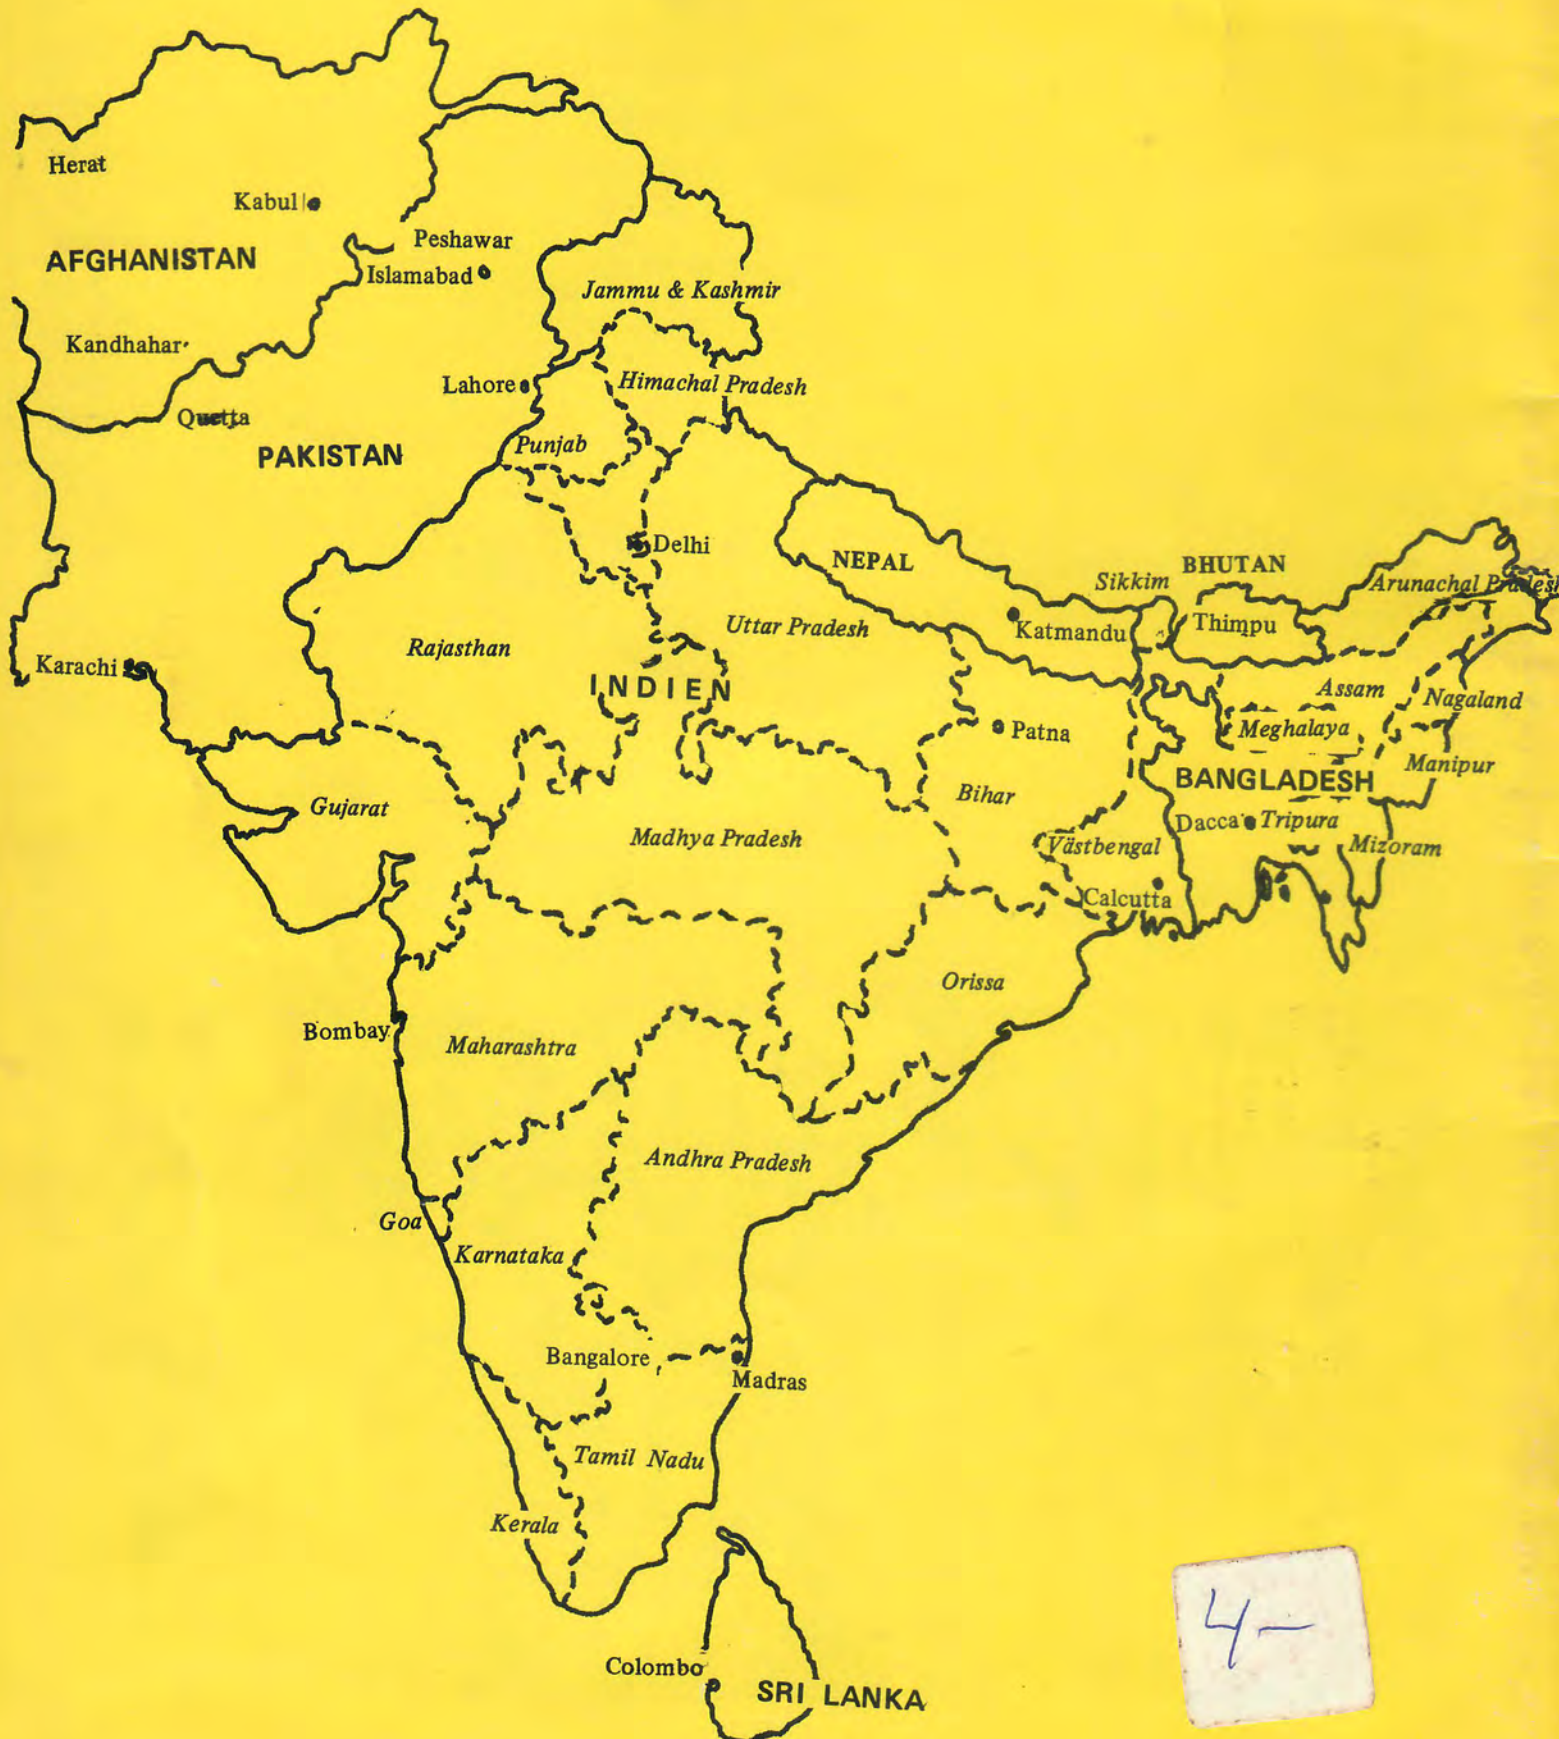 Herat
Kabul
AFGHANISTAN
Peshawar
Islamabad
Jammu & Kashmir
Kandhahar
Lahore
Himachal Pradesh
Quetta
PAKISTAN
Punjab
Delhi
NEPAL
BHUTAN
Sikkim
Arunachal Pradesh
Katmandu
Thimpu
Uttar Pradesh
Rajasthan
Karachi
INDIEN
Assam
Nagaland
Patna
Meghalaya
Manipur
BANGLADESH
Bihar
Gujarat
Dacca
Tripura
Madhya Pradesh
Västbengal
Mizoram
Calcutta
Orissa
Bombay
Maharashtra
Andhra Pradesh
Goa
Karnataka
Bangalore
Madras
Tamil Nadu
Kerala
4-
Colombo
SRI LANKA